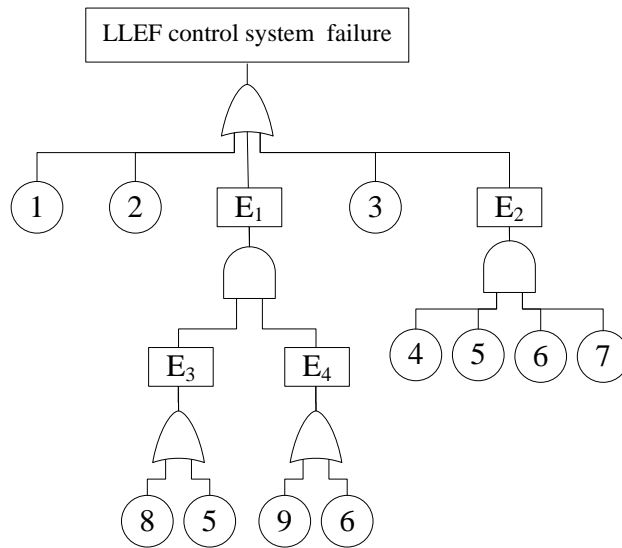 LLEF control system failure
1 2 E₁ 3 E₂
4 5 6 7
E₃ E₄
8 5 9 6